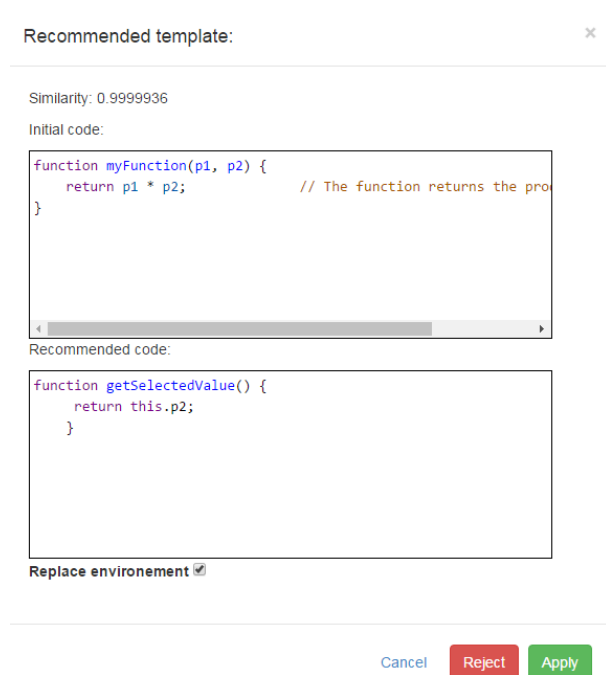 Recommended template:
×
Similarity: 0.9999936
Initial code:
function myFunction(p1, p2) {
    return p1 * p2;              // The function returns the pro
}
Recommended code:
function getSelectedValue() {
     return this.p2;
    }
Replace environement
Cancel Reject Apply